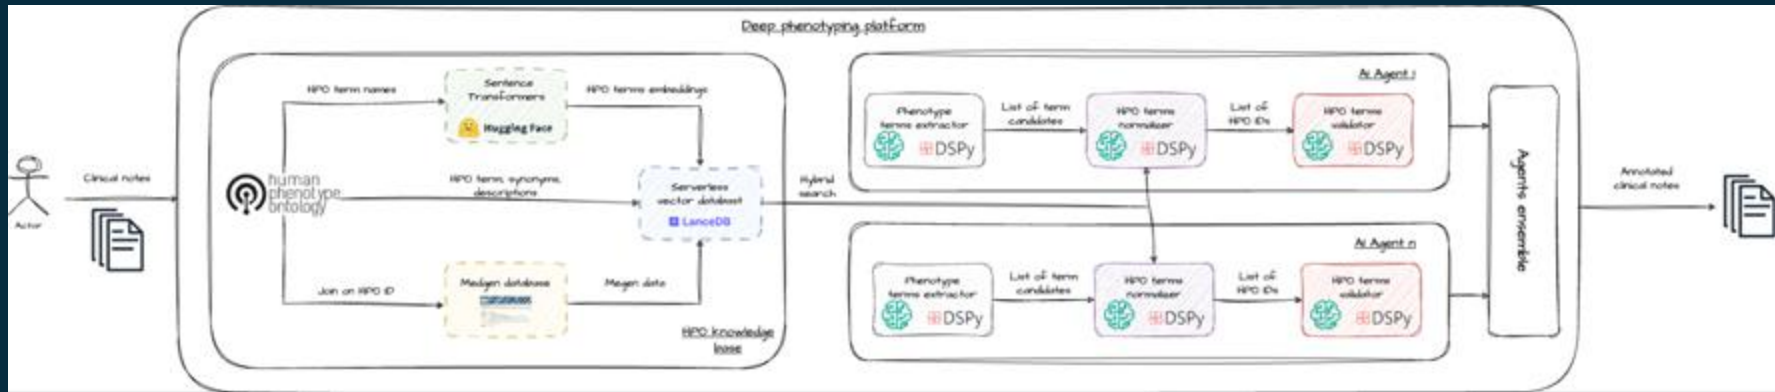 Deep phenotyping platform
Actor
Clinical notes
HPO term names
Sentence
Transformers
Hugging Face
HPO terms embeddings
human
phenotype
ontology
HPO term, synonyms,
descriptions
Serverless
vector database
LanceDB
Join on HPO ID
Medgen database
Megen data
HPO knowledge
base
Hybrid
search
AI Agent 1
Phenotype
terms extractor
DSPy
List of term
candidates
HPO terms
normaliser
DSPy
List of
HPO IDs
HPO terms
validator
DSPy
AI Agent n
Phenotype
terms extractor
DSPy
List of term
candidates
HPO terms
normaliser
DSPy
List of
HPO IDs
HPO terms
validator
DSPy
Agents ensemble
Annotated
clinical notes